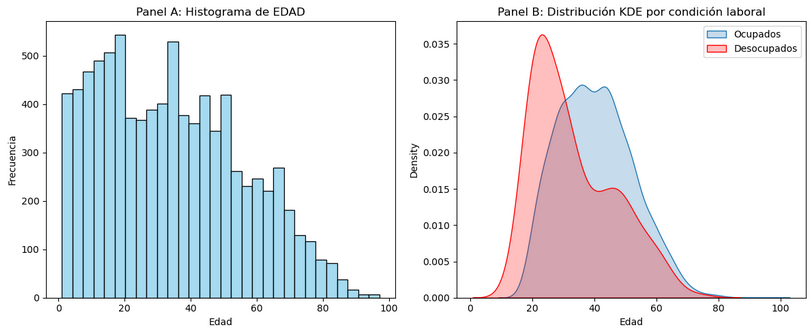 Panel A: Histograma de EDAD
Frecuencia
500
400
300
200
100
0
0 20 40 60 80 100
Edad
Panel B: Distribución KDE por condición laboral
Ocupados
Desocupados
Density
0.035
0.030
0.025
0.020
0.015
0.010
0.005
0.000
0 20 40 60 80 100
Edad